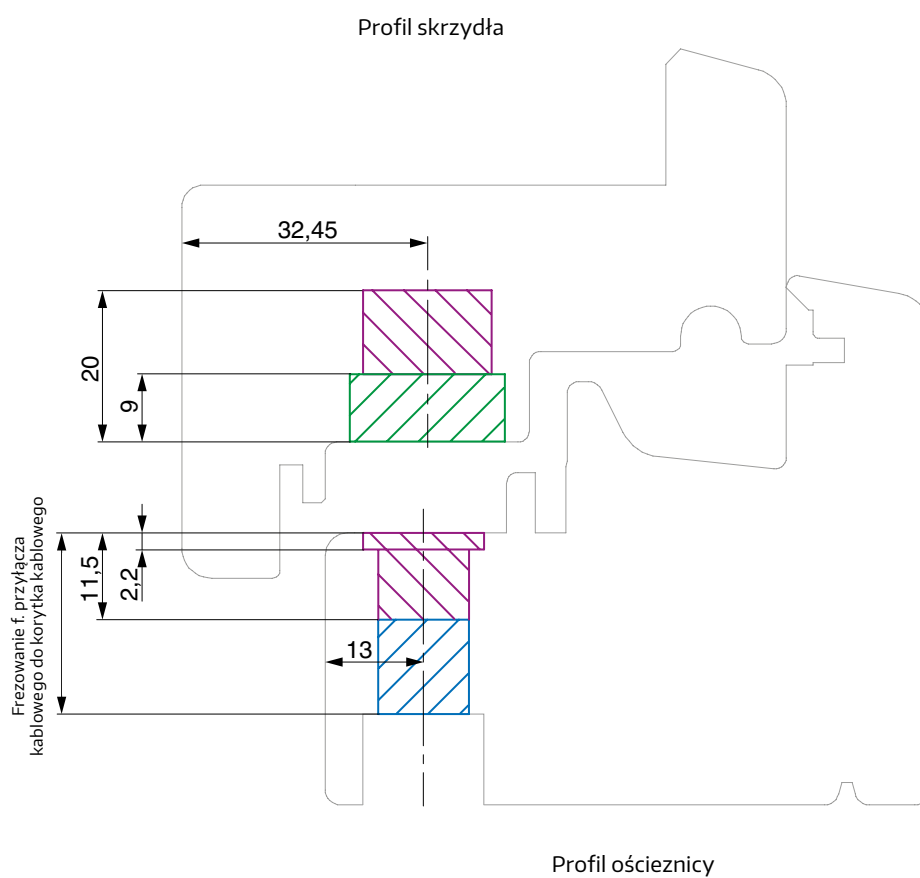 Profil skrzydła
32,45
20
9
11,5
2,2
13
Frezowanie f. przyłącza
kablowego do korytka kablowego
Profil ościeznicy